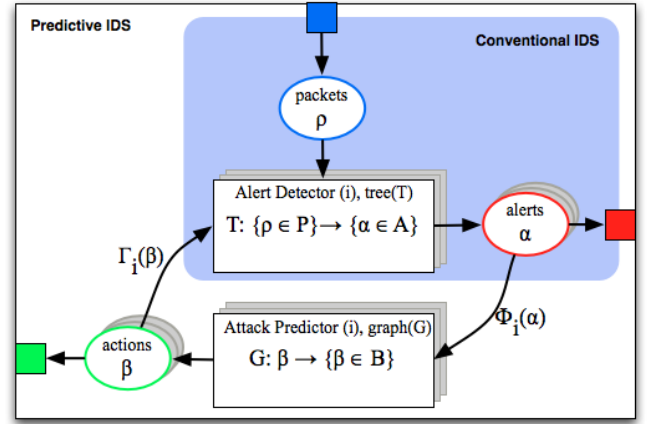 Predictive IDS
Conventional IDS
packets
ρ
Alert Detector (i), tree(T)
T: {ρ ∈ P}→ {α ∈ A}
alerts
α
Γi(β)
Φi(α)
Attack Predictor (i), graph(G)
G: β → {β ∈ B}
actions
β